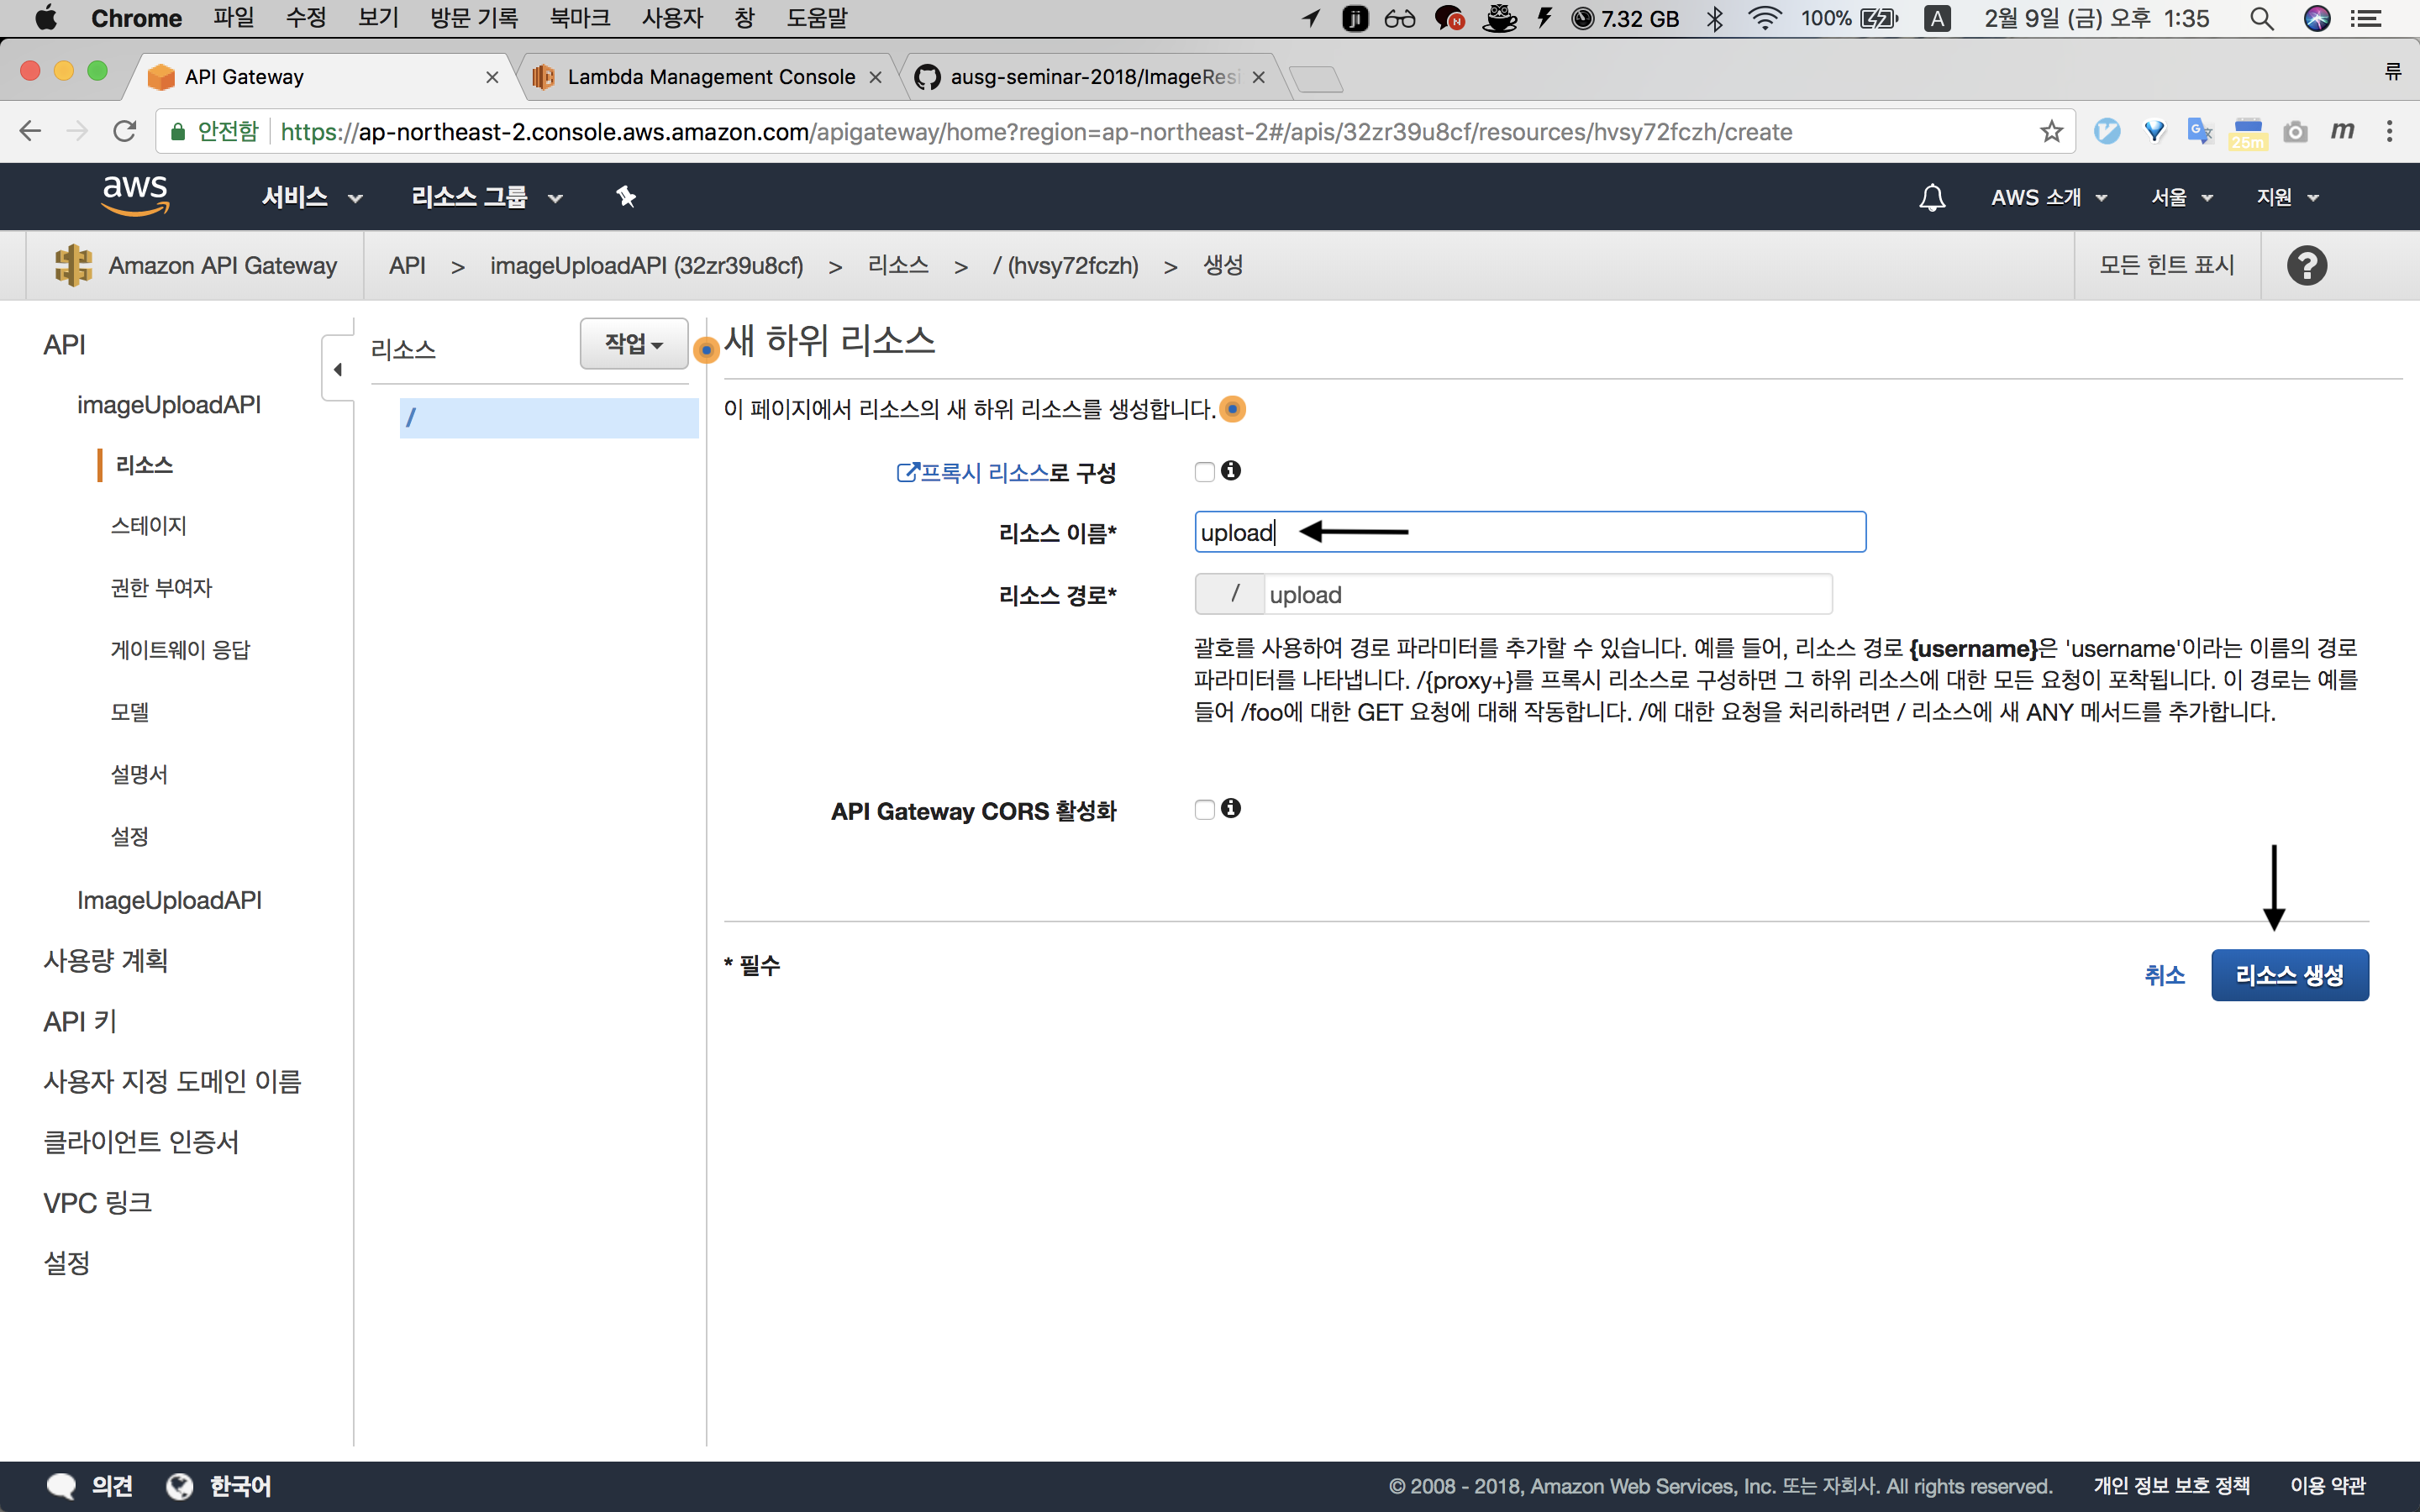 Chrome 파일 수정 보기 방문 기록 북마크 사용자 창 도움말 7.32 GB 100% A 2월 9일 (금) 오후 1:35
API Gateway
Lambda Management Console
ausg-seminar-2018/ImageResi
류
안전함 https://ap-northeast-2.console.aws.amazon.com/apigateway/home?region=ap-northeast-2#/apis/32zr39u8cf/resources/hvsy72fczh/create
25m
m
aws 서비스 리소스 그룹 AWS 소개 서울 지원
Amazon API Gateway API > imageUploadAPI (32zr39u8cf) > 리소스 > / (hvsy72fczh) > 생성 모든 힌트 표시 ?
API
imageUploadAPI
리소스
스테이지
권한 부여자
게이트웨이 응답
모델
설명서
설정
ImageUploadAPI
사용량 계획
API 키
사용자 지정 도메인 이름
클라이언트 인증서
VPC 링크
설정
리소스 작업
/
새 하위 리소스
이 페이지에서 리소스의 새 하위 리소스를 생성합니다.
프록시 리소스로 구성
리소스 이름* upload
리소스 경로* / upload
괄호를 사용하여 경로 파라미터를 추가할 수 있습니다. 예를 들어, 리소스 경로 {username}은 'username'이라는 이름의 경로
파라미터를 나타냅니다. /{proxy+}를 프록시 리소스로 구성하면 그 하위 리소스에 대한 모든 요청이 포착됩니다. 이 경로는 예를
들어 /foo에 대한 GET 요청에 대해 작동합니다. /에 대한 요청을 처리하려면 / 리소스에 새 ANY 메서드를 추가합니다.
API Gateway CORS 활성화
* 필수 취소 리소스 생성
의견 한국어 © 2008 - 2018, Amazon Web Services, Inc. 또는 자회사. All rights reserved. 개인 정보 보호 정책 이용 약관